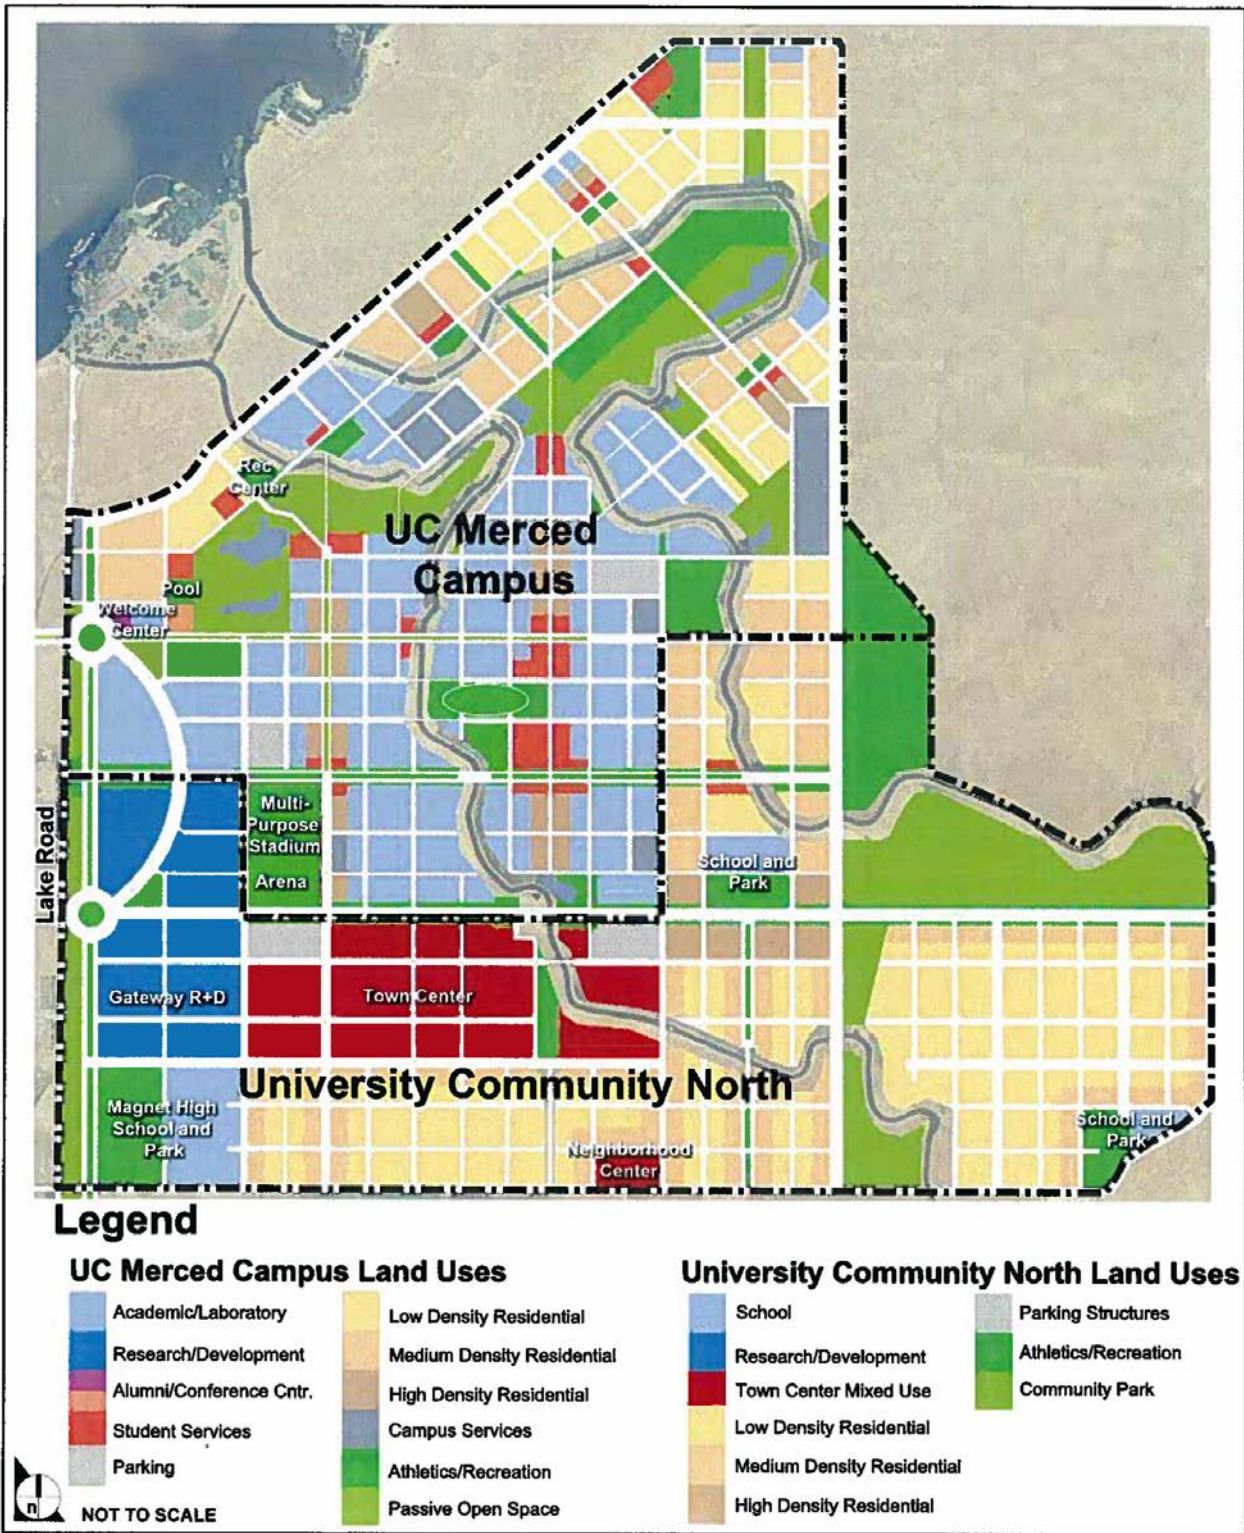 Rec
Center
UC Merced
Campus
Pool
Welcome
Center
Multi-
Purpose
Stadium
Arena
School and
Park
Lake Road
Gateway R+D
Town Center
University Community North
Magnet High
School and
Park
Neighborhood
Center
School and
Park
Legend
UC Merced Campus Land Uses
Academic/Laboratory
Research/Development
Alumni/Conference Cntr.
Student Services
Parking
Low Density Residential
Medium Density Residential
High Density Residential
Campus Services
Athletics/Recreation
Passive Open Space
University Community North Land Uses
School
Research/Development
Town Center Mixed Use
Low Density Residential
Medium Density Residential
High Density Residential
Parking Structures
Athletics/Recreation
Community Park
n
NOT TO SCALE